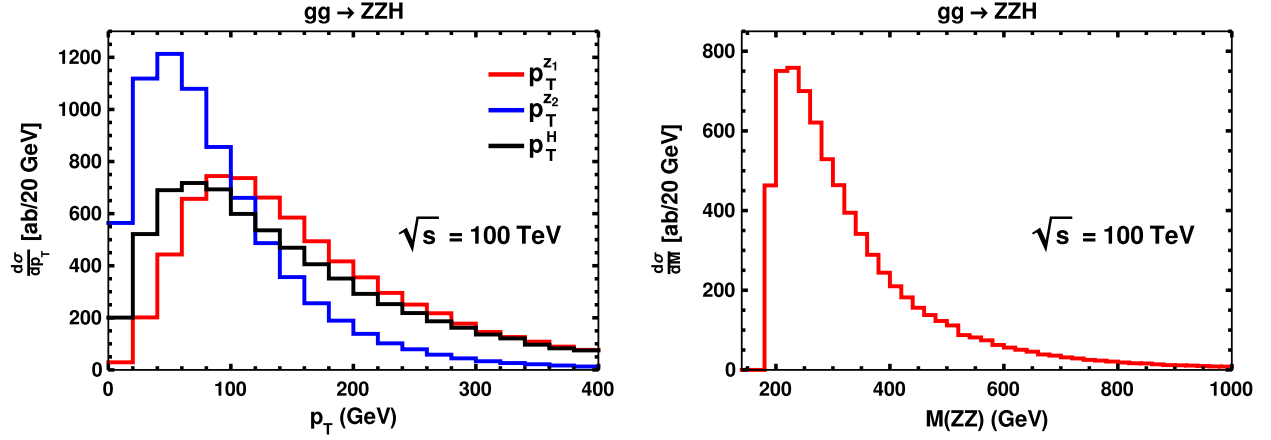 gg → ZZH
1200
1000
800
600
400
200
0
dσ/dp_T [ab/20 GeV]
p_T^{z_1}
p_T^{z_2}
p_T^H
√s = 100 TeV
0 100 200 300 400
p_T (GeV)
gg → ZZH
800
600
400
200
0
dσ/dM [ab/20 GeV]
√s = 100 TeV
200 400 600 800 1000
M(ZZ) (GeV)